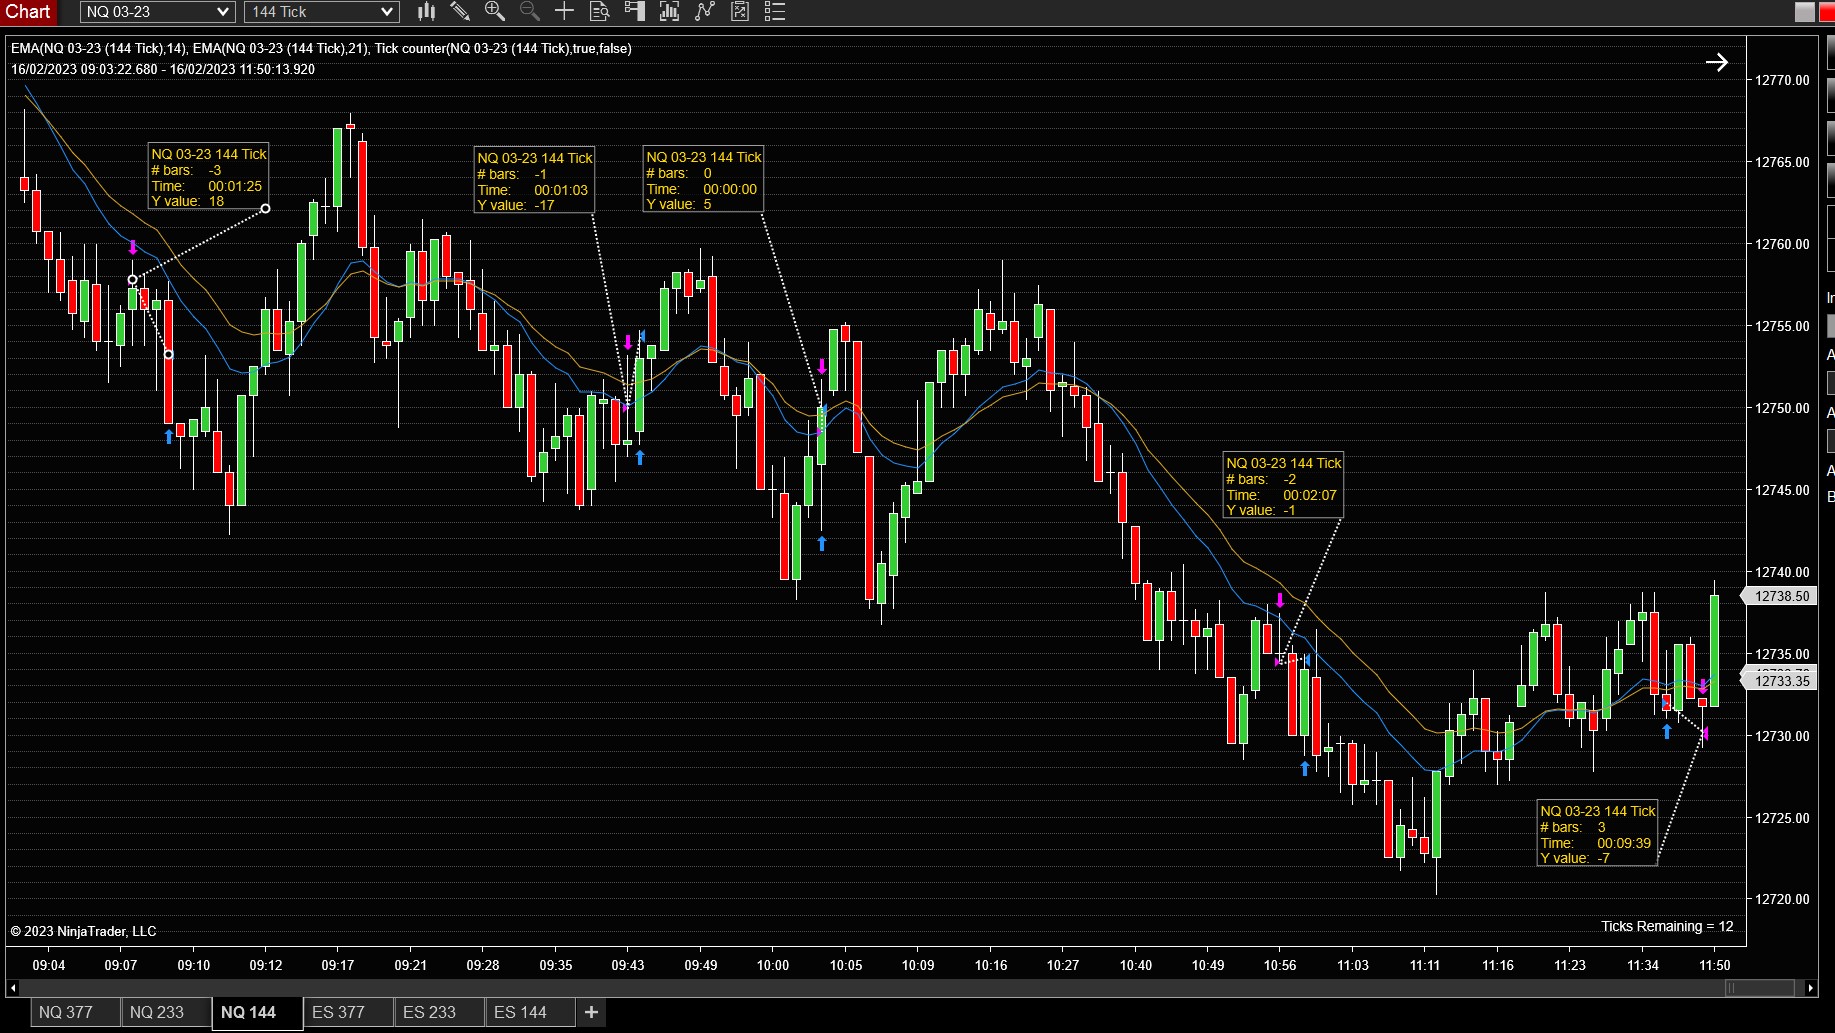 Chart NQ 03-23 144 Tick
EMA(NQ 03-23 (144 Tick),14), EMA(NQ 03-23 (144 Tick),21), Tick counter(NQ 03-23 (144 Tick),true,false)
16/02/2023 09:03:22.680 - 16/02/2023 11:50:13.920
12770.00
NQ 03-23 144 Tick
# bars: -3
Time: 00:01:25
Y value: 18
NQ 03-23 144 Tick
# bars: -1
Time: 00:01:03
Y value: -17
NQ 03-23 144 Tick
# bars: 0
Time: 00:00:00
Y value: 5
12765.00
12760.00
12755.00
12750.00
NQ 03-23 144 Tick
# bars: -2
Time: 00:02:07
Y value: -1
12745.00
12740.00
12738.50
12735.00
12733.35
12730.00
NQ 03-23 144 Tick
# bars: 3
Time: 00:09:39
Y value: -7
12725.00
12720.00
© 2023 NinjaTrader, LLC
Ticks Remaining = 12
09:04 09:07 09:10 09:12 09:17 09:21 09:28 09:35 09:43 09:49 10:00 10:05 10:09 10:16 10:27 10:40 10:49 10:56 11:03 11:11 11:16 11:23 11:34 11:50
NQ 377 NQ 233 NQ 144 ES 377 ES 233 ES 144 +